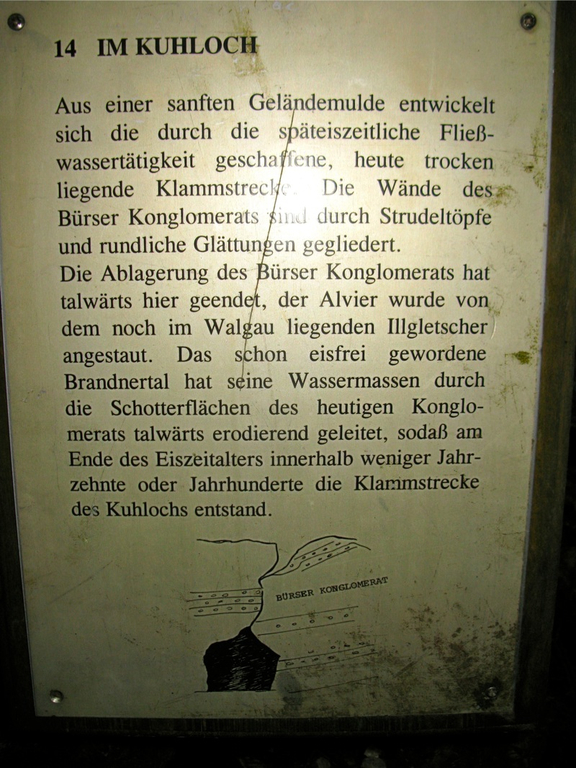 14 IM KUHLOCH
Aus einer sanften Geländemulde entwickelt
sich die durch die späteiszeitliche Fließ-
wassertätigkeit geschaffene, heute trocken
liegende Klammstrecke. Die Wände des
Bürser Konglomerats sind durch Strudeltöpfe
und rundliche Glättungen gegliedert.
Die Ablagerung des Bürser Konglomerats hat
talwärts hier geendet, der Alvier wurde von
dem noch im Walgau liegenden Illgletscher
angestaut. Das schon eisfrei gewordene
Brandnertal hat seine Wassermassen durch
die Schotterflächen des heutigen Konglo-
merats talwärts erodierend geleitet, sodaß am
Ende des Eiszeitalters innerhalb weniger Jahr-
zehnte oder Jahrhunderte die Klammstrecke
des Kuhlochs entstand.
BÜRSER KONGLOMERAT